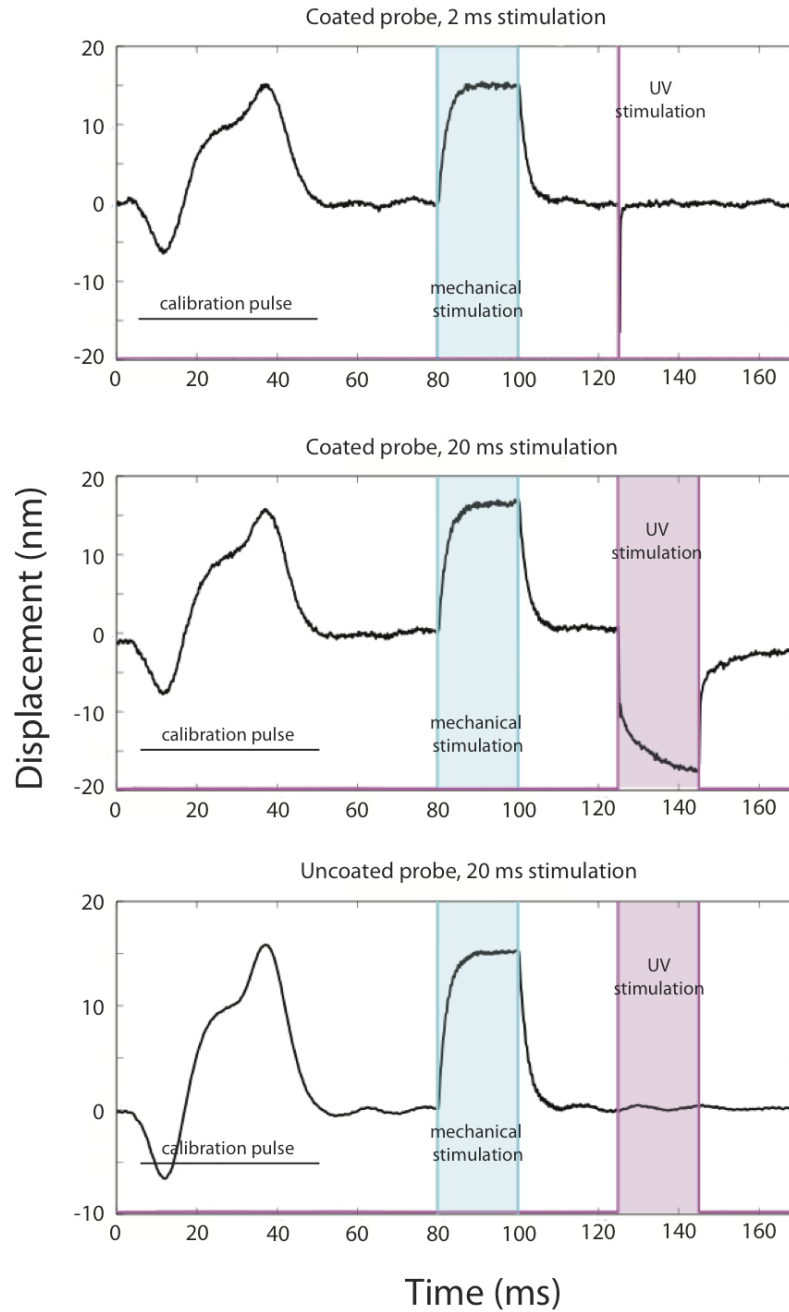 Coated probe, 2 ms stimulation
20
10
0
-10
-20
UV
stimulation
calibration pulse
mechanical
stimulation
0 20 40 60 80 100 120 140 160
Coated probe, 20 ms stimulation
20
10
0
-10
-20
UV
stimulation
calibration pulse
mechanical
stimulation
0 20 40 60 80 100 120 140 160
Displacement (nm)
Uncoated probe, 20 ms stimulation
20
10
0
-10
UV
stimulation
calibration pulse
mechanical
stimulation
0 20 40 60 80 100 120 140 160
Time (ms)